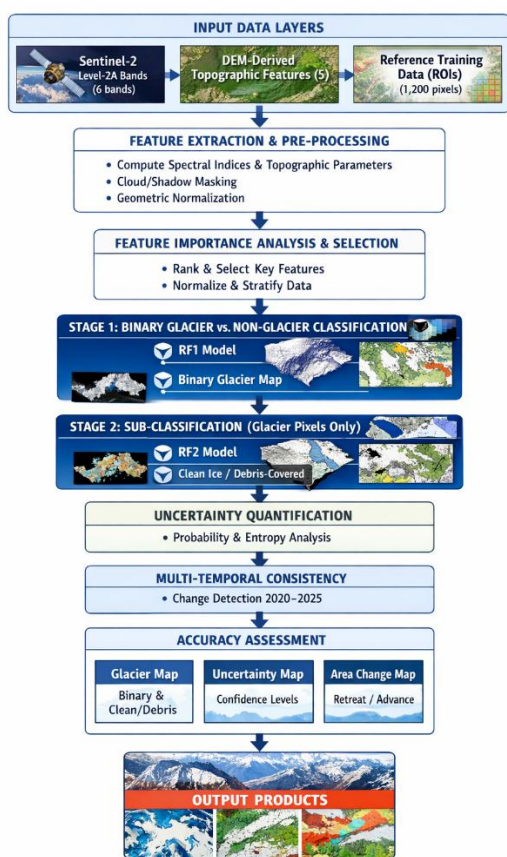 INPUT DATA LAYERS
Sentinel-2
Level-2A Bands
(6 bands)
DEM-Derived
Topographic Features (5)
Reference Training
Data (ROIs)
(1,200 pixels)
FEATURE EXTRACTION & PRE-PROCESSING
• Compute Spectral Indices & Topographic Parameters
• Cloud/Shadow Masking
• Geometric Normalization
FEATURE IMPORTANCE ANALYSIS & SELECTION
• Rank & Select Key Features
• Normalize & Stratify Data
STAGE 1: BINARY GLACIER vs. NON-GLACIER CLASSIFICATION
RF1 Model
Binary Glacier Map
STAGE 2: SUB-CLASSIFICATION (Glacier Pixels Only)
RF2 Model
Clean Ice / Debris-Covered
UNCERTAINTY QUANTIFICATION
• Probability & Entropy Analysis
MULTI-TEMPORAL CONSISTENCY
• Change Detection 2020–2025
ACCURACY ASSESSMENT
Glacier Map
Binary &
Clean/Debris
Uncertainty Map
Confidence Levels
Area Change Map
Retreat / Advance
OUTPUT PRODUCTS